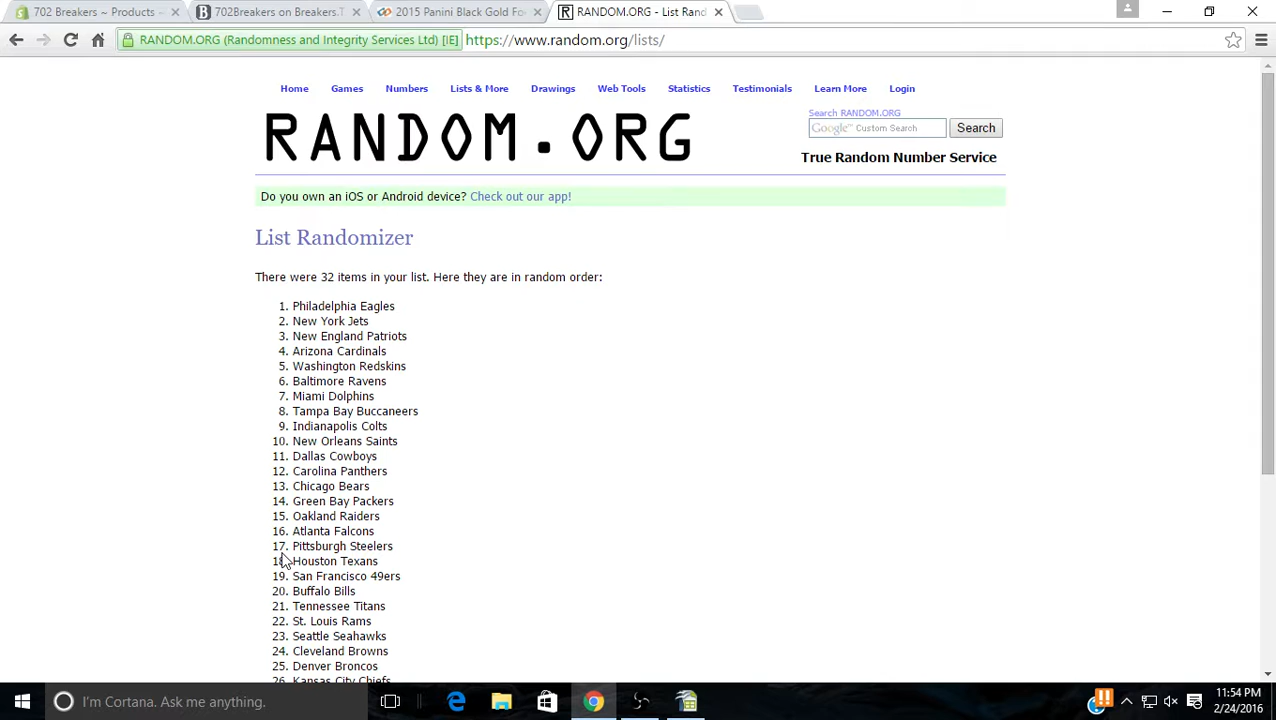 702 Breakers ~ Products ~
702Breakers on Breakers.T
2015 Panini Black Gold Fo
RANDOM.ORG - List Rand
RANDOM.ORG (Randomness and Integrity Services Ltd) [IE]
https://www.random.org/lists/
Home Games Numbers Lists & More Drawings Web Tools Statistics Testimonials Learn More Login
RANDOM.ORG
Search RANDOM.ORG
Google™ Custom Search
Search
True Random Number Service
Do you own an iOS or Android device? Check out our app!
List Randomizer
There were 32 items in your list. Here they are in random order:
1. Philadelphia Eagles
2. New York Jets
3. New England Patriots
4. Arizona Cardinals
5. Washington Redskins
6. Baltimore Ravens
7. Miami Dolphins
8. Tampa Bay Buccaneers
9. Indianapolis Colts
10. New Orleans Saints
11. Dallas Cowboys
12. Carolina Panthers
13. Chicago Bears
14. Green Bay Packers
15. Oakland Raiders
16. Atlanta Falcons
17. Pittsburgh Steelers
18. Houston Texans
19. San Francisco 49ers
20. Buffalo Bills
21. Tennessee Titans
22. St. Louis Rams
23. Seattle Seahawks
24. Cleveland Browns
25. Denver Broncos
26. Kansas City Chiefs
I'm Cortana. Ask me anything.
11:54 PM
2/24/2016